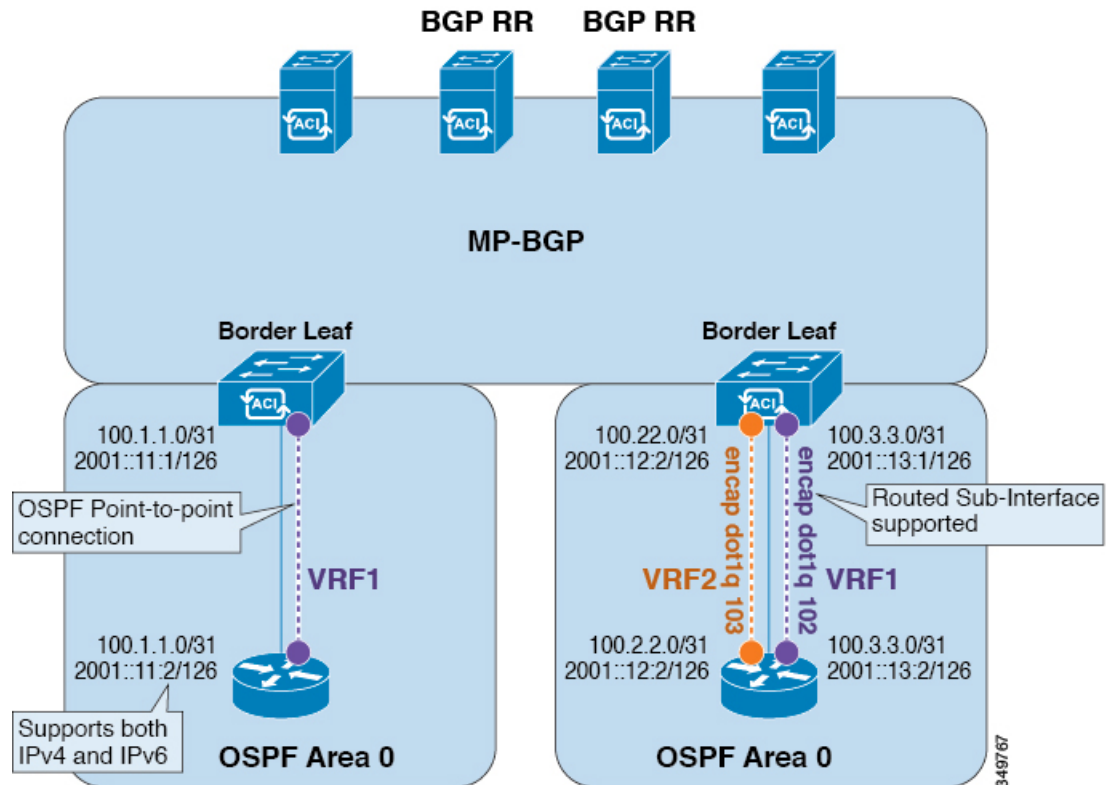 BGP RR
BGP RR
ACI
ACI
ACI
ACI
MP-BGP
Border Leaf
Border Leaf
ACI
ACI
100.1.1.0/31
2001::11:1/126
100.22.0/31
2001::12:2/126
100.3.3.0/31
2001::13:1/126
OSPF Point-to-point
connection
Routed Sub-Interface
supported
encap dot1q 103
encap dot1q 102
VRF1
VRF2
VRF1
100.1.1.0/31
2001::11:2/126
100.2.2.0/31
2001::12:2/126
100.3.3.0/31
2001::13:2/126
Supports both
IPv4 and IPv6
OSPF Area 0
OSPF Area 0
349767